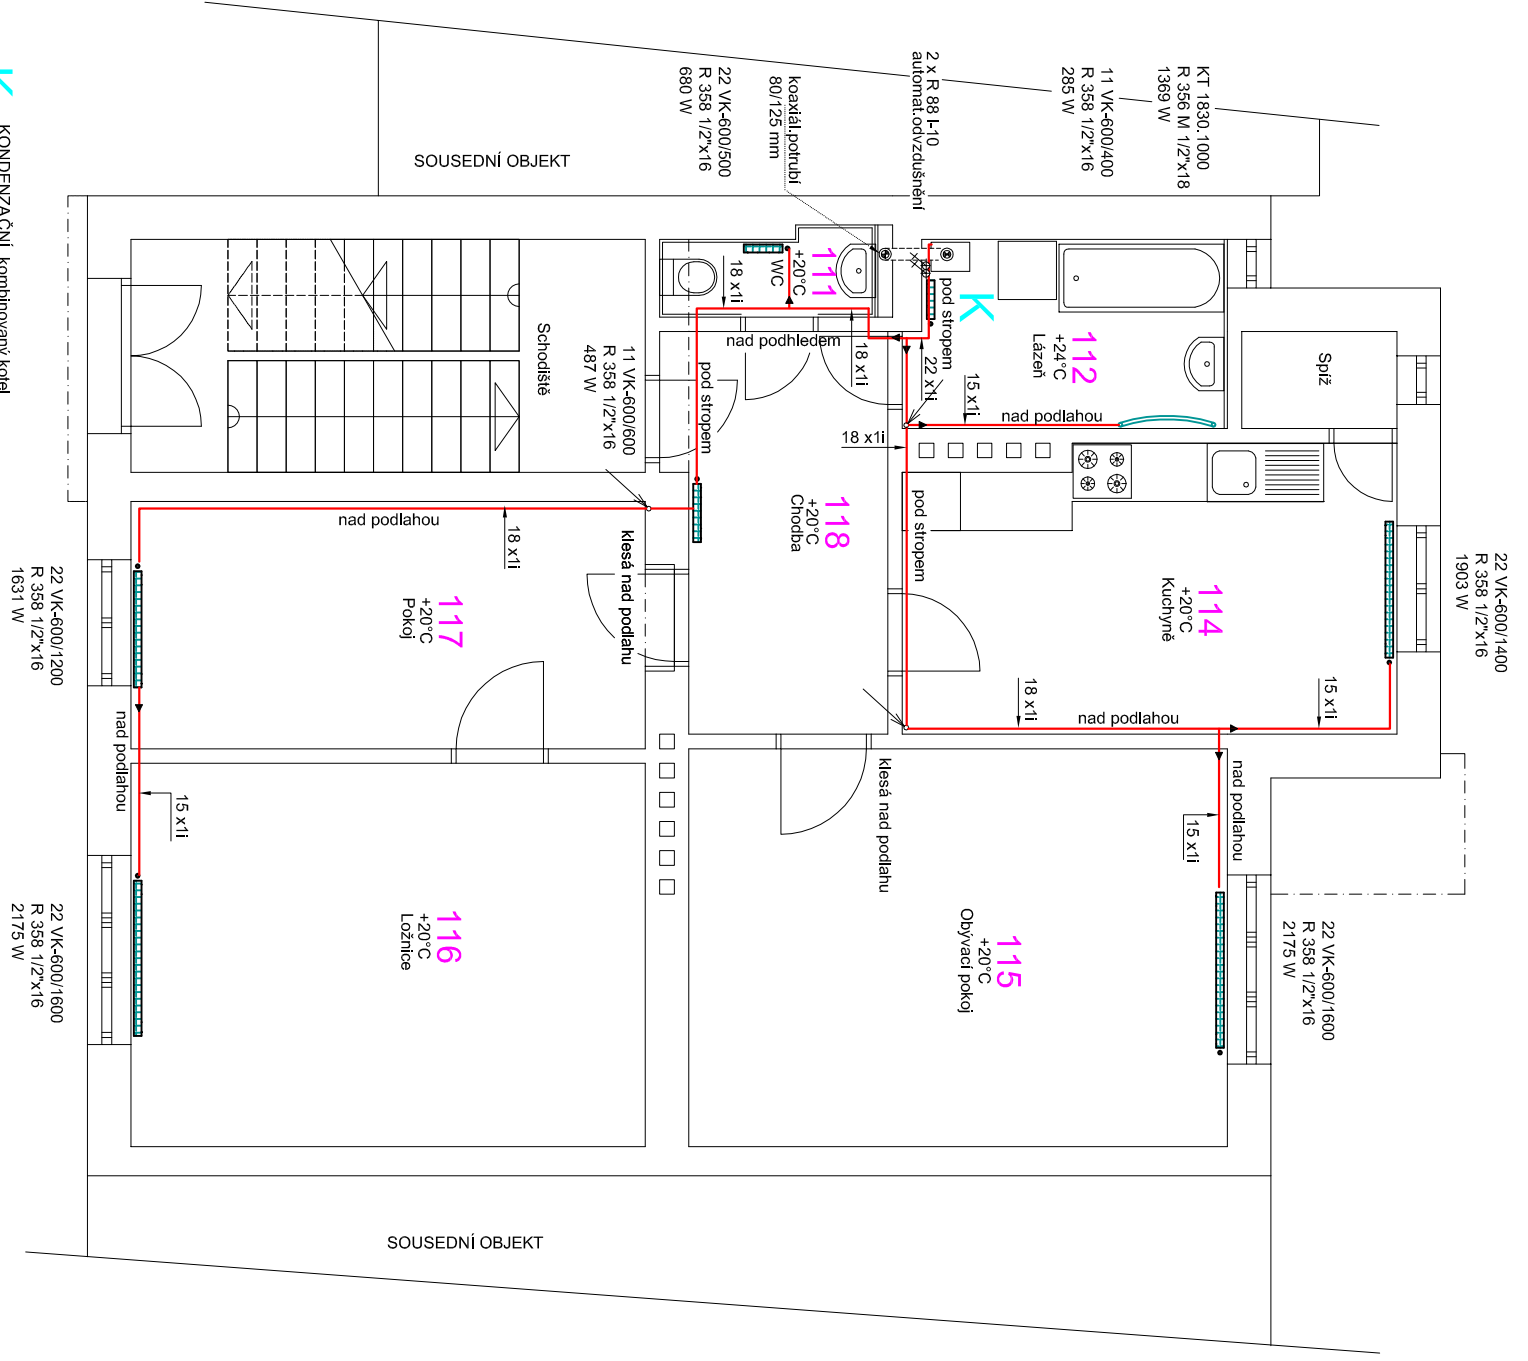 KT 1830.1000
R 356 M 1/2"x18
1369 W
11 VK-600/400
R 358 1/2"x16
285 W
2 x R 88 I-10
automat.odvzdušnění
koaxiál.potrubí
80/125 mm
22 VK-600/500
R 358 1/2"x16
680 W
SOUSEDNÍ OBJEKT
K
KONDENZAČNÍ kombinovaný kotel
111
+20°C
WC
18 x1i
18 x1i
nad podhledem
pod stropem
K
22 x1i
15 x1i
112
+24°C
Lázeň
nad podlahou
Spíž
Schodiště
11 VK-600/600
R 358 1/2"x16
487 W
pod stropem
18 x1i
pod stropem
118
+20°C
Chodba
114
+20°C
Kuchyně
22 VK-600/1400
R 358 1/2"x16
1903 W
nad podlahou
18 x1i
klesá nad podlahu
117
+20°C
Pokoj
22 VK-600/1200
R 358 1/2"x16
1631 W
nad podlahou
15 x1i
18 x1i
nad podlahou
15 x1i
klesá nad podlahu
nad podlahou
15 x1i
116
+20°C
Ložnice
22 VK-600/1600
R 358 1/2"x16
2175 W
115
+20°C
Obývací pokoj
22 VK-600/1600
R 358 1/2"x16
2175 W
SOUSEDNÍ OBJEKT